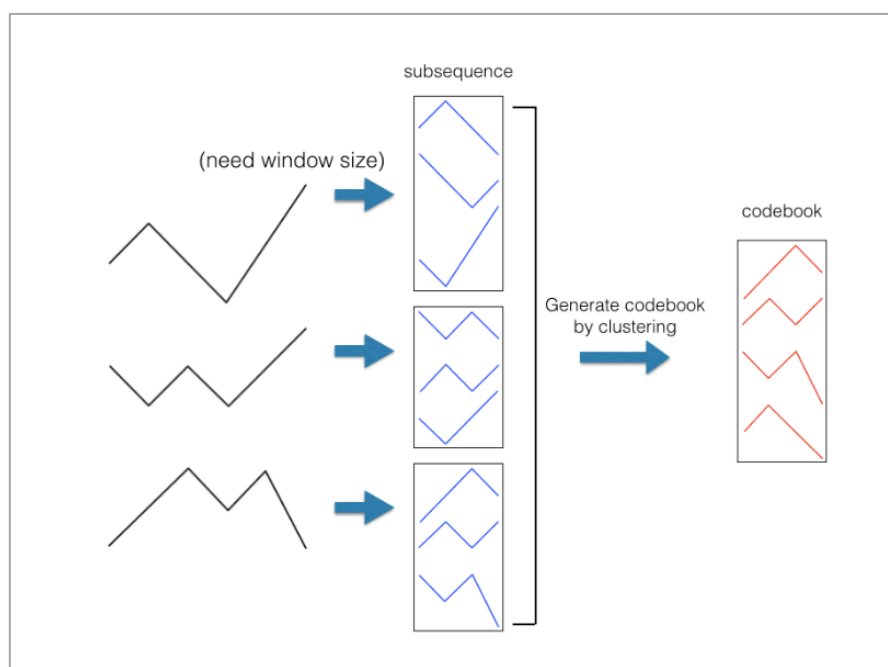 subsequence
(need window size)
codebook
Generate codebook
by clustering